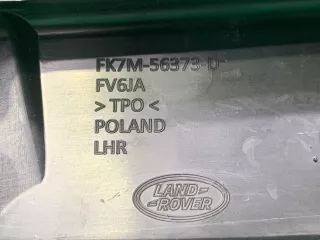 FK7M-56373-D
FV6JA
> TPO <
POLAND
LHR
LAND-
-ROVER